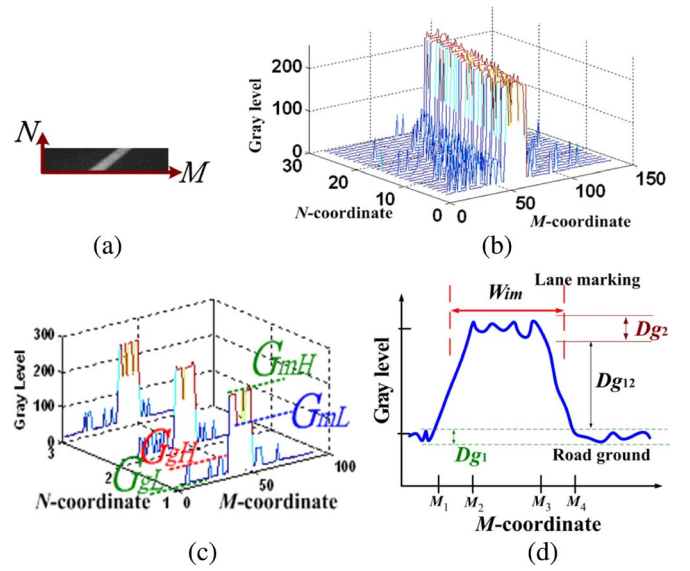 N
M
(a)
Gray level
200
100
0
30
20
10
0
0
50
100
150
N-coordinate
M-coordinate
(b)
Gray Level
300
200
100
0
3
2
1
0
50
100
N-coordinate
M-coordinate
GmH
GmL
GgH
GgL
(c)
Gray level
Lane marking
Wim
Dg2
Dg12
Dg1
Road ground
M1
M2
M3
M4
M-coordinate
(d)